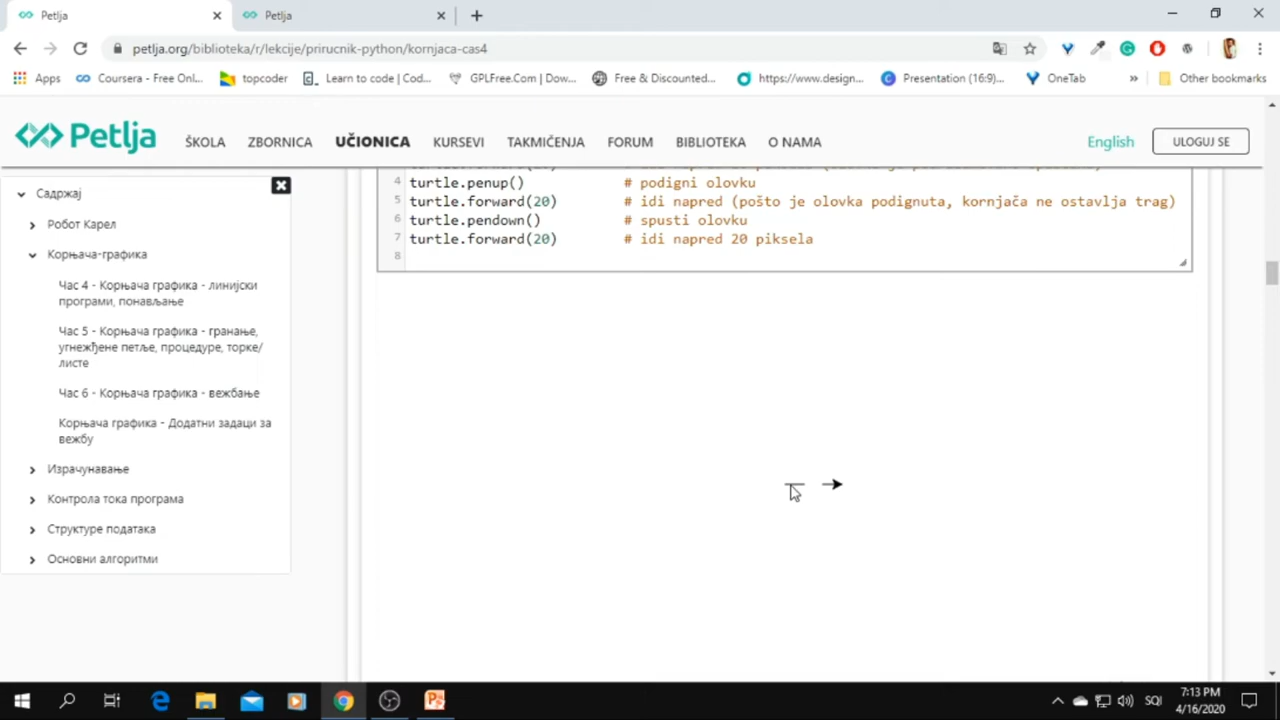 Petlja
Petlja
petlja.org/biblioteka/r/lekcije/prirucnik-python/kornjaca-cas4
Apps
Coursera - Free Onl...
topcoder
Learn to code | Cod...
GPLFree.Com | Dow...
Free & Discounted...
https://www.design...
Presentation (16:9)...
OneTab
»
Other bookmarks
Petlja
ŠKOLA
ZBORNICA
UČIONICA
KURSEVI
TAKMIČENJA
FORUM
BIBLIOTEKA
O NAMA
English
ULOGUJ SE
Садржај
Робот Карел
Корњача-графика
Час 4 - Корњача графика - линијски
програми, понављање
Час 5 - Корњача графика - гранање,
угнежђене петље, процедуре, торке/
листе
Час 6 - Корњача графика - вежбање
Корњача графика - Додатни задаци за
вежбу
Израчунавање
Контрола тока програма
Структуре података
Основни алгоритми
4 turtle.penup() # podigni olovku
5 turtle.forward(20) # idi napred (pošto je olovka podignuta, kornjača ne ostavlja trag)
6 turtle.pendown() # spusti olovku
7 turtle.forward(20) # idi napred 20 piksela
8
SQI
7:13 PM
4/16/2020